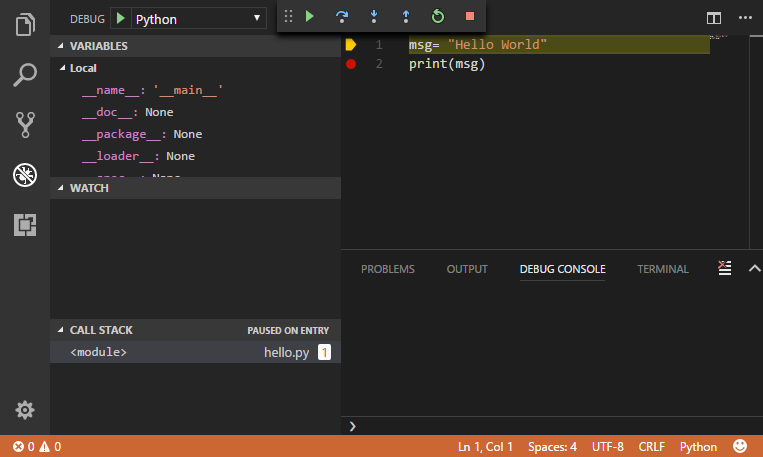 DEBUG Python
VARIABLES
Local
__name__: '__main__'
__doc__: None
__package__: None
__loader__: None
WATCH
CALL STACK PAUSED ON ENTRY
<module> hello.py 1
1 msg= "Hello World"
2 print(msg)
PROBLEMS OUTPUT DEBUG CONSOLE TERMINAL
❯
0 0 Ln 1, Col 1 Spaces: 4 UTF-8 CRLF Python